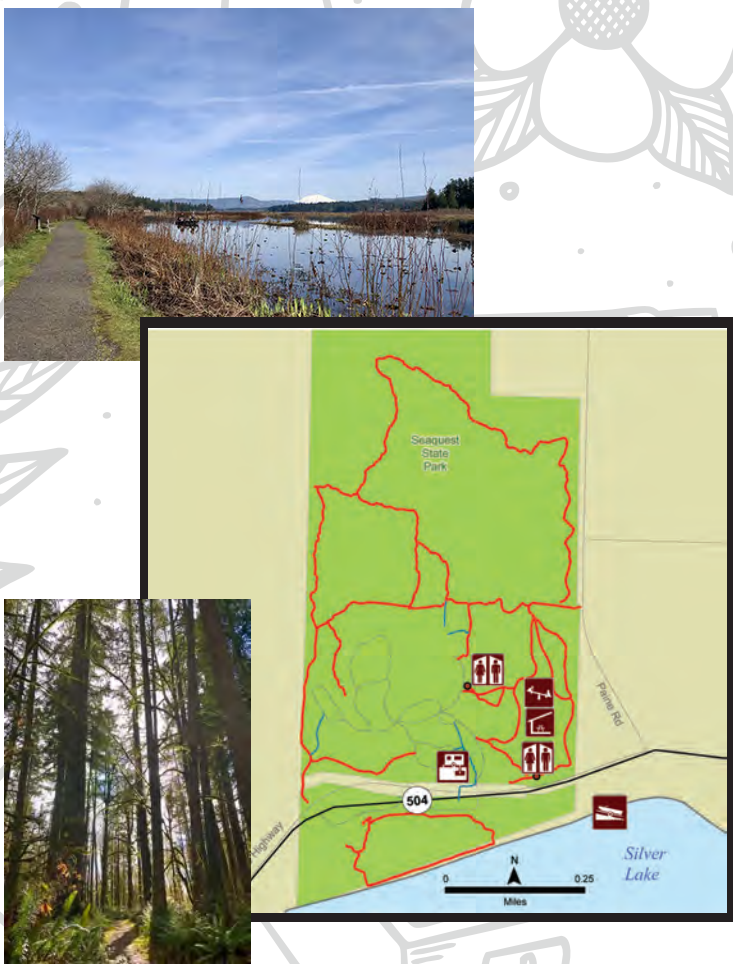 Seaquest
State
Park
Paine Rd
504
Highway
Silver
Lake
N
0
0.25
Miles